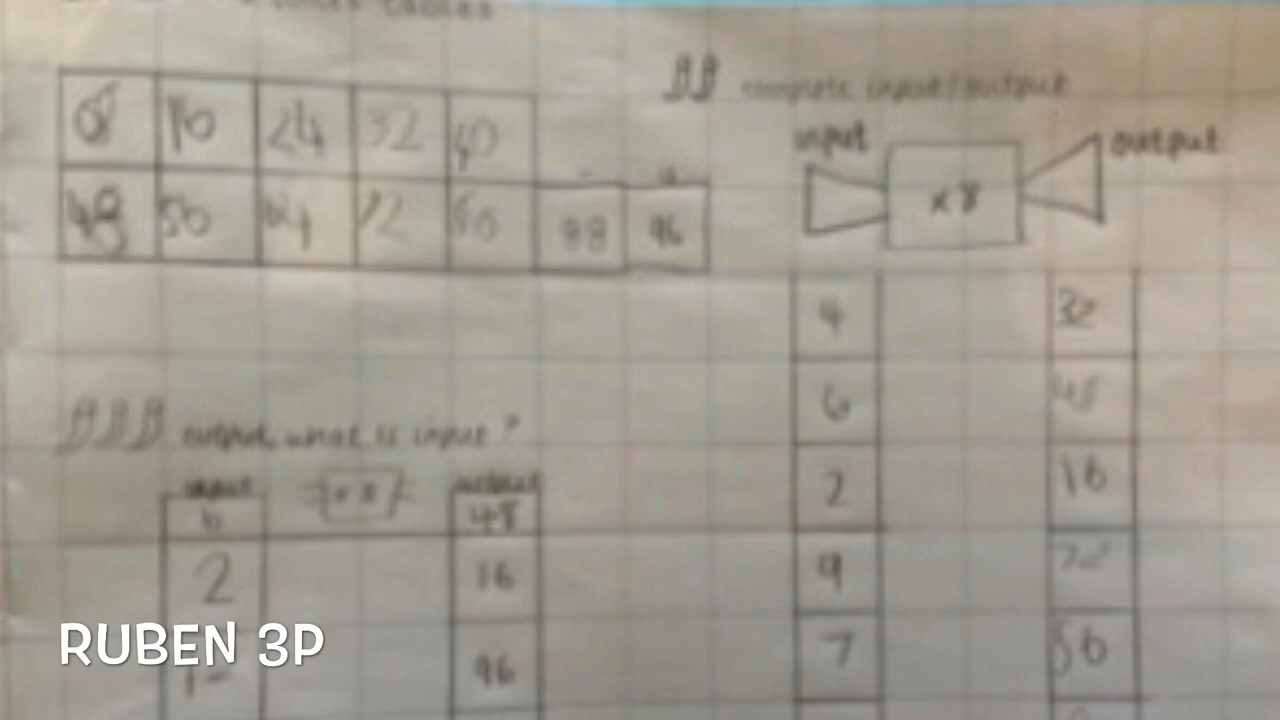 tables
08 16 24 32 40
48 56 64 72 80 88 96
complete input/output
input output
x8
4 32
6 48
2 16
9 72
7 56
output, what is input?
input x8 output
6 48
2 16
96
RUBEN 3P